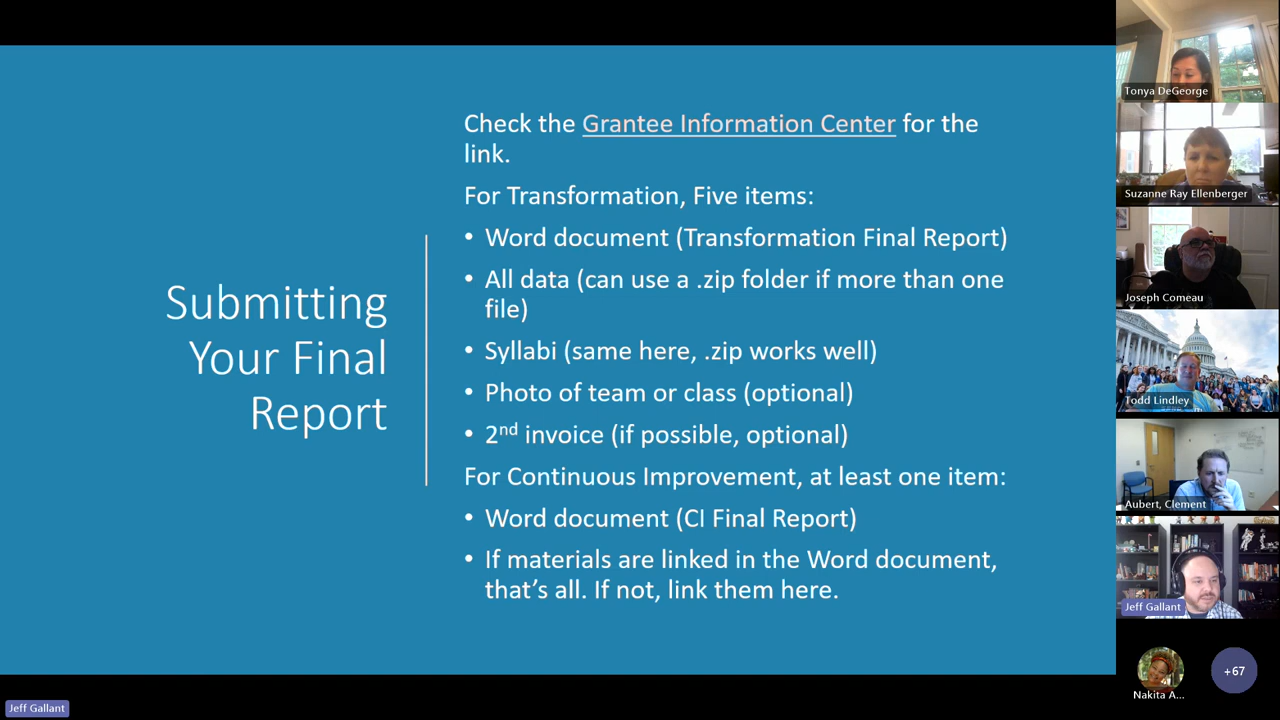 Submitting
Your Final
Report
Check the Grantee Information Center for the
link.
For Transformation, Five items:
• Word document (Transformation Final Report)
• All data (can use a .zip folder if more than one
file)
• Syllabi (same here, .zip works well)
• Photo of team or class (optional)
• 2nd invoice (if possible, optional)
For Continuous Improvement, at least one item:
• Word document (CI Final Report)
• If materials are linked in the Word document,
that’s all. If not, link them here.
Tonya DeGeorge
Suzanne Ray Ellenberger
Joseph Comeau
Todd Lindley
Aubert, Clement
Jeff Gallant
Nakita A...
+67
Jeff Gallant